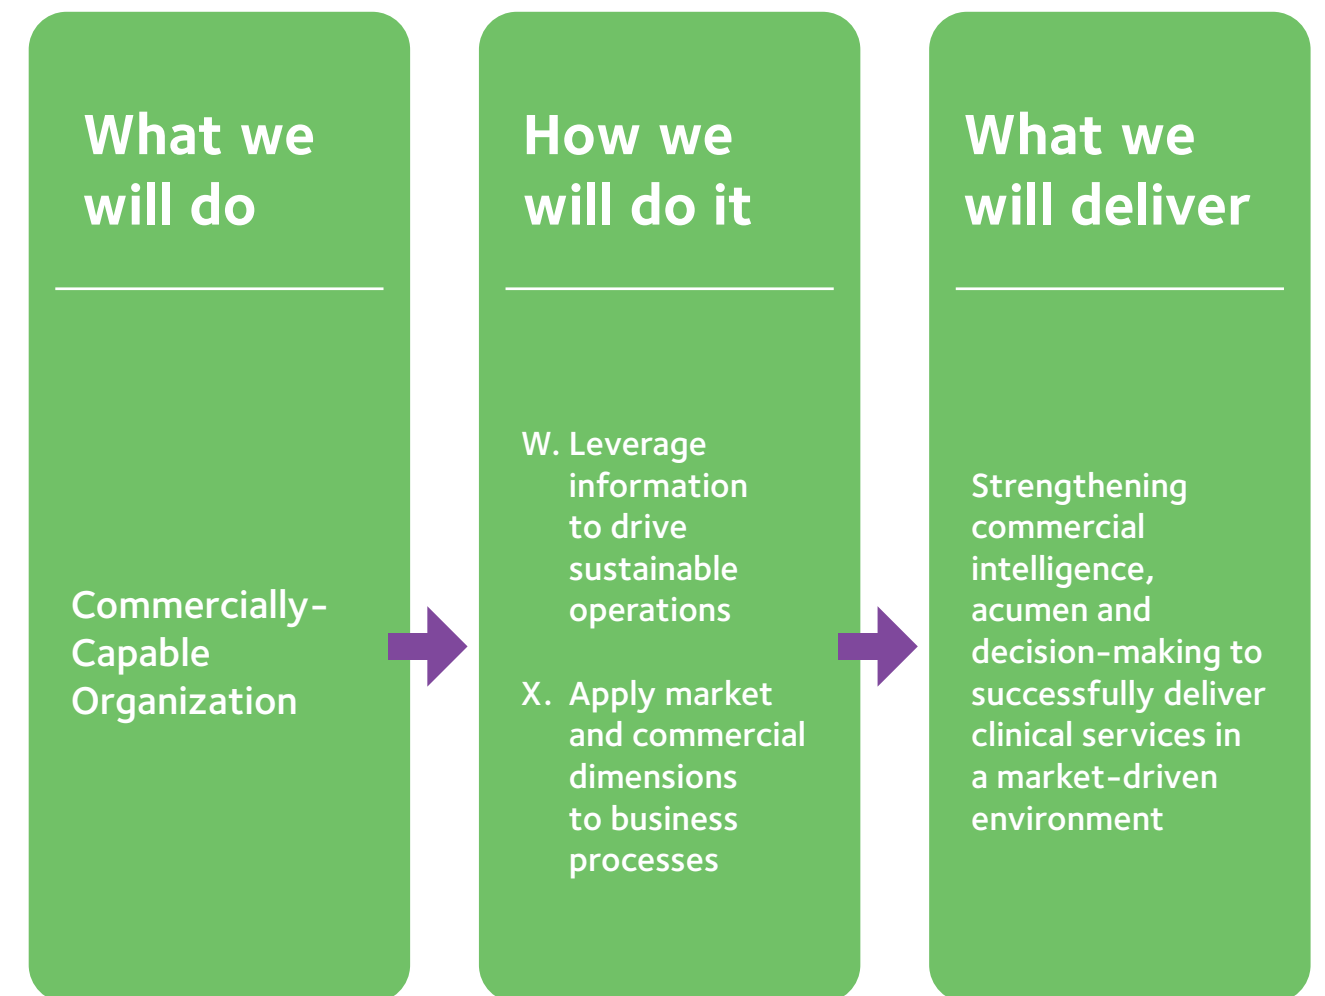 What we
will do
Commercially-
Capable
Organization
How we
will do it
W. Leverage
information
to drive
sustainable
operations
X. Apply market
and commercial
dimensions
to business
processes
What we
will deliver
Strengthening
commercial
intelligence,
acumen and
decision-making to
successfully deliver
clinical services in
a market-driven
environment